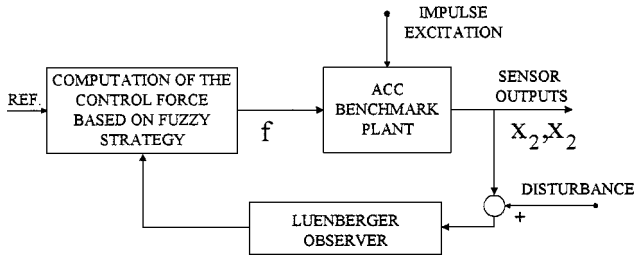 IMPULSE
EXCITATION
COMPUTATION OF THE
CONTROL FORCE
BASED ON FUZZY
STRATEGY
REF.
f
ACC
BENCHMARK
PLANT
SENSOR
OUTPUTS
X₂,X₂
DISTURBANCE
+
LUENBERGER
OBSERVER